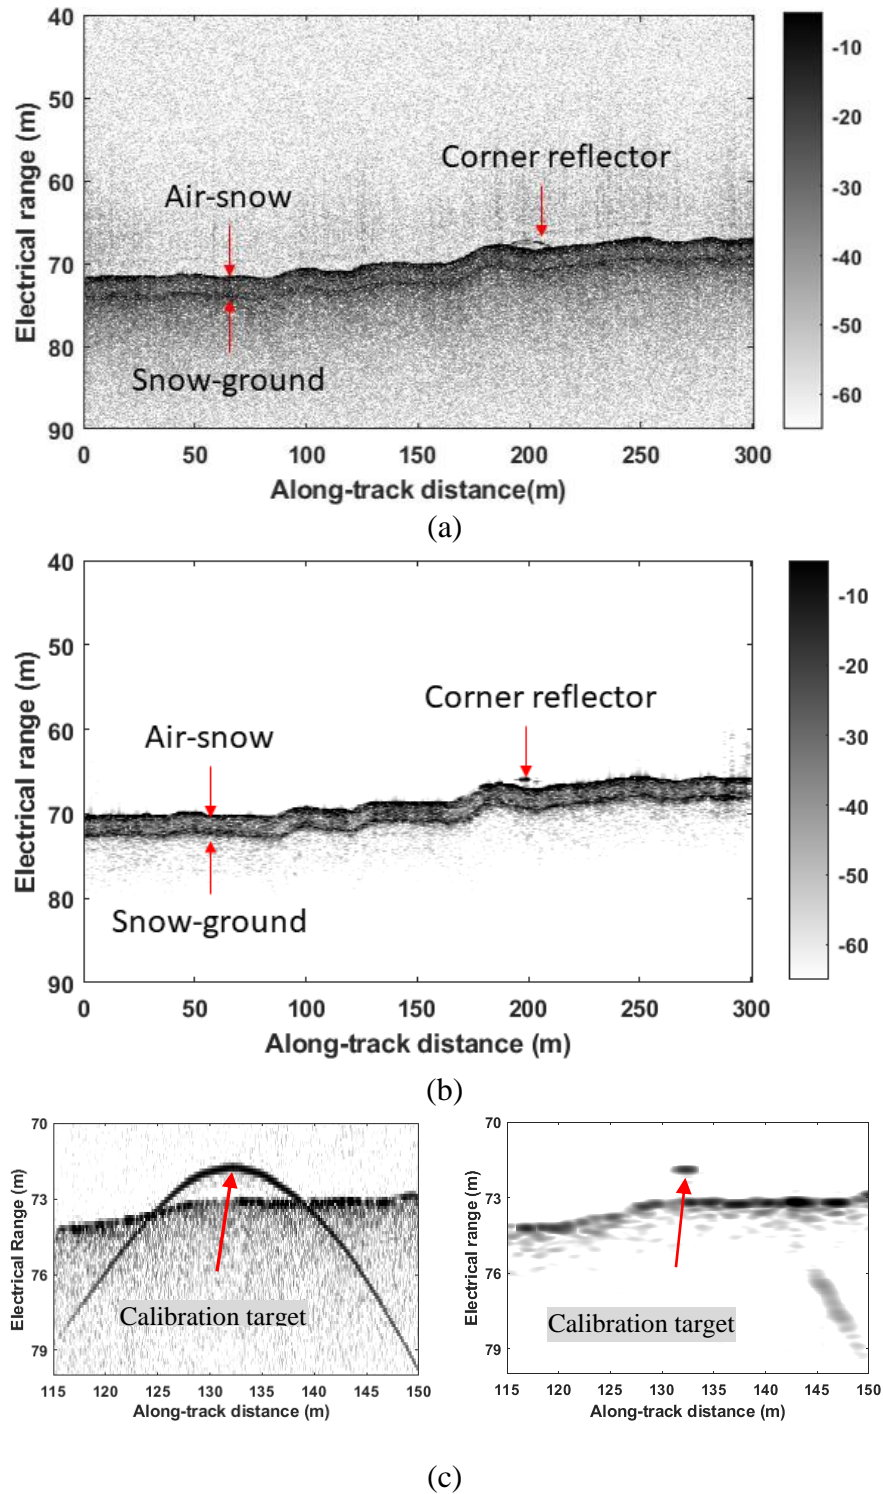 40
50
60
70
80
90
Electrical range (m)
Corner reflector
Air-snow
Snow-ground
0 50 100 150 200 250 300
Along-track distance(m)
-10
-20
-30
-40
-50
-60
(a)
40
50
60
70
80
90
Electrical range (m)
Corner reflector
Air-snow
Snow-ground
0 50 100 150 200 250 300
Along-track distance (m)
-10
-20
-30
-40
-50
-60
(b)
70
73
76
79
Electrical Range (m)
Calibration target
115 120 125 130 135 140 145 150
Along-track distance (m)
70
73
76
79
Electrical range (m)
Calibration target
115 120 125 130 135 140 145 150
Along-track distance (m)
(c)